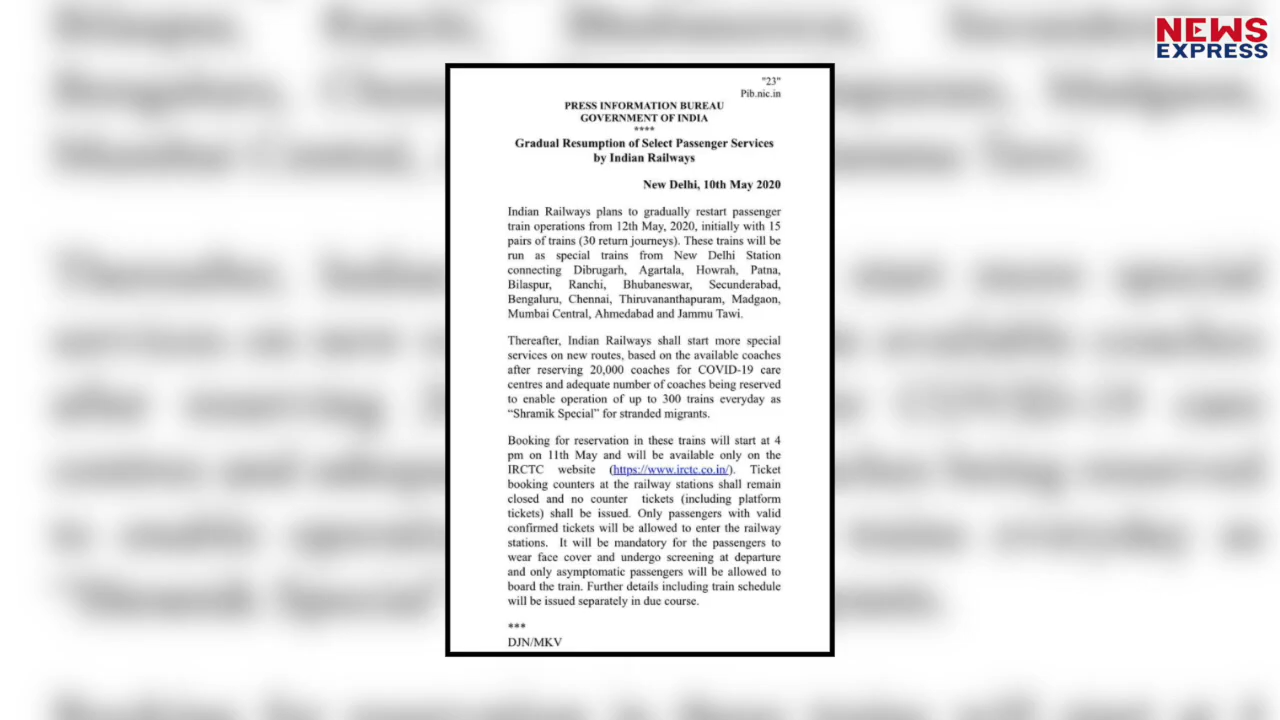 NEWS
EXPRESS
"23"
Pib.nic.in
PRESS INFORMATION BUREAU
GOVERNMENT OF INDIA
****
Gradual Resumption of Select Passenger Services
by Indian Railways
New Delhi, 10th May 2020
Indian Railways plans to gradually restart passenger
train operations from 12th May, 2020, initially with 15
pairs of trains (30 return journeys). These trains will be
run as special trains from New Delhi Station
connecting Dibrugarh, Agartala, Howrah, Patna,
Bilaspur, Ranchi, Bhubaneswar, Secunderabad,
Bengaluru, Chennai, Thiruvananthapuram, Madgaon,
Mumbai Central, Ahmedabad and Jammu Tawi.
Thereafter, Indian Railways shall start more special
services on new routes, based on the available coaches
after reserving 20,000 coaches for COVID-19 care
centres and adequate number of coaches being reserved
to enable operation of up to 300 trains everyday as
“Shramik Special” for stranded migrants.
Booking for reservation in these trains will start at 4
pm on 11th May and will be available only on the
IRCTC website (https://www.irctc.co.in/). Ticket
booking counters at the railway stations shall remain
closed and no counter tickets (including platform
tickets) shall be issued. Only passengers with valid
confirmed tickets will be allowed to enter the railway
stations. It will be mandatory for the passengers to
wear face cover and undergo screening at departure
and only asymptomatic passengers will be allowed to
board the train. Further details including train schedule
will be issued separately in due course.
***
DJN/MKV